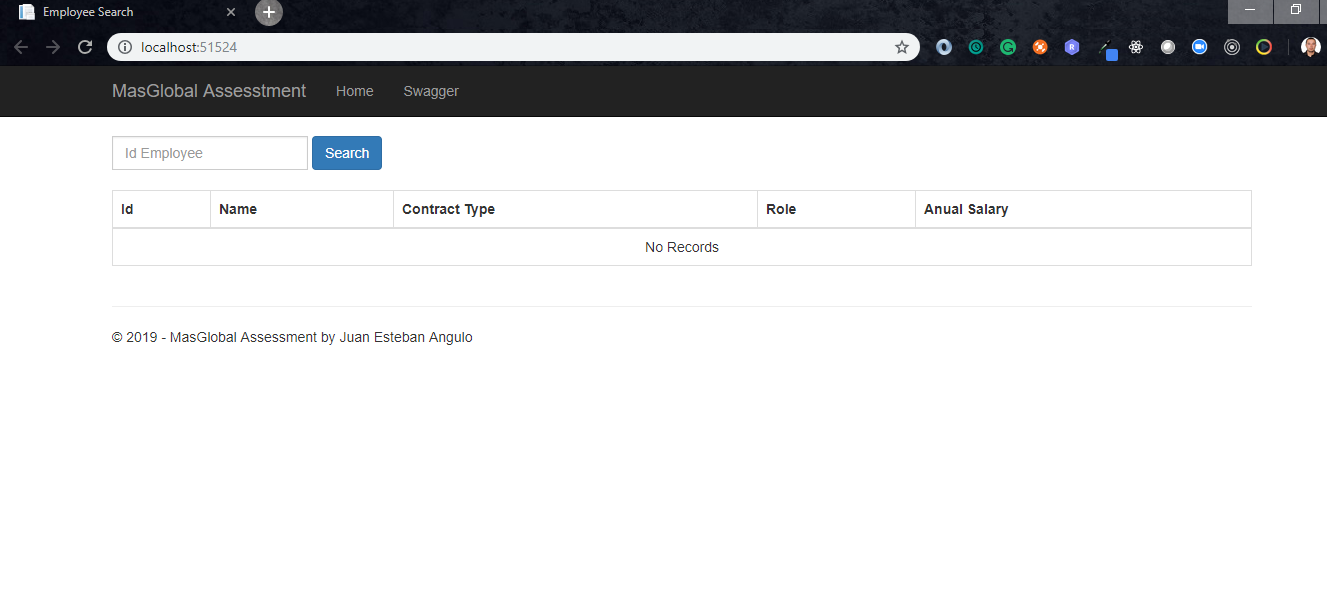 Employee Search
localhost:51524
MasGlobal Assesstment Home Swagger
Id Employee Search
Id Name Contract Type Role Anual Salary
No Records
© 2019 - MasGlobal Assessment by Juan Esteban Angulo